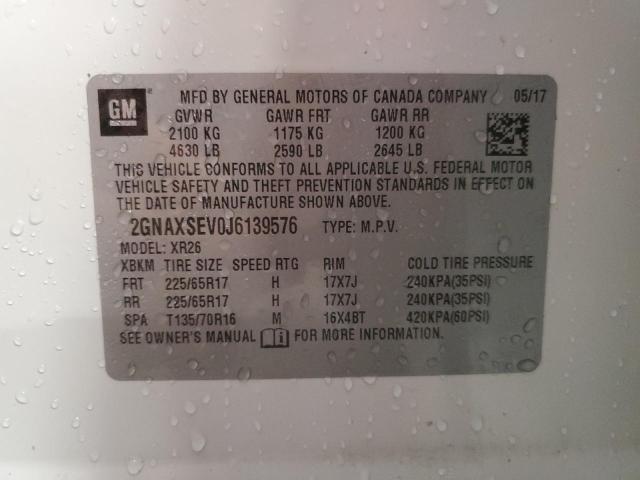 GM
MFD BY GENERAL MOTORS OF CANADA COMPANY 05/17
GVWR GAWR FRT GAWR RR
2100 KG 1175 KG 1200 KG
4630 LB 2590 LB 2645 LB
THIS VEHICLE CONFORMS TO ALL APPLICABLE U.S. FEDERAL MOTOR
VEHICLE SAFETY AND THEFT PREVENTION STANDARDS IN EFFECT ON
THE DATE OF MANUFACTURE SHOWN ABOVE.
2GNAXSEV0J6139576 TYPE: M.P.V.
MODEL: XR26
XBKM TIRE SIZE SPEED RTG RIM COLD TIRE PRESSURE
FRT 225/65R17 H 17X7J 240KPA(35PSI)
RR 225/65R17 H 17X7J 240KPA(35PSI)
SPA T135/70R16 M 16X4BT 420KPA(60PSI)
SEE OWNER'S MANUAL FOR MORE INFORMATION.